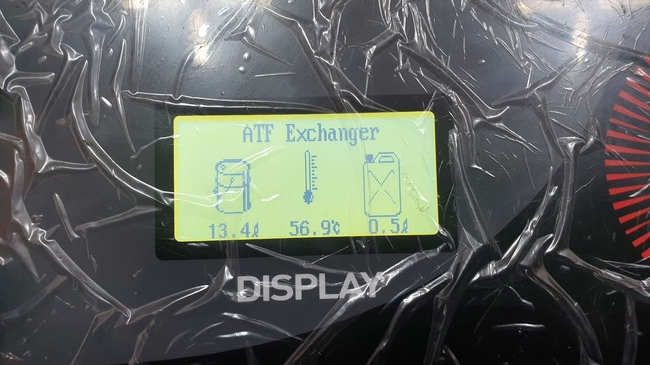 ATF Exchanger
13.4ℓ 56.9℃ 0.5ℓ
DISPLAY